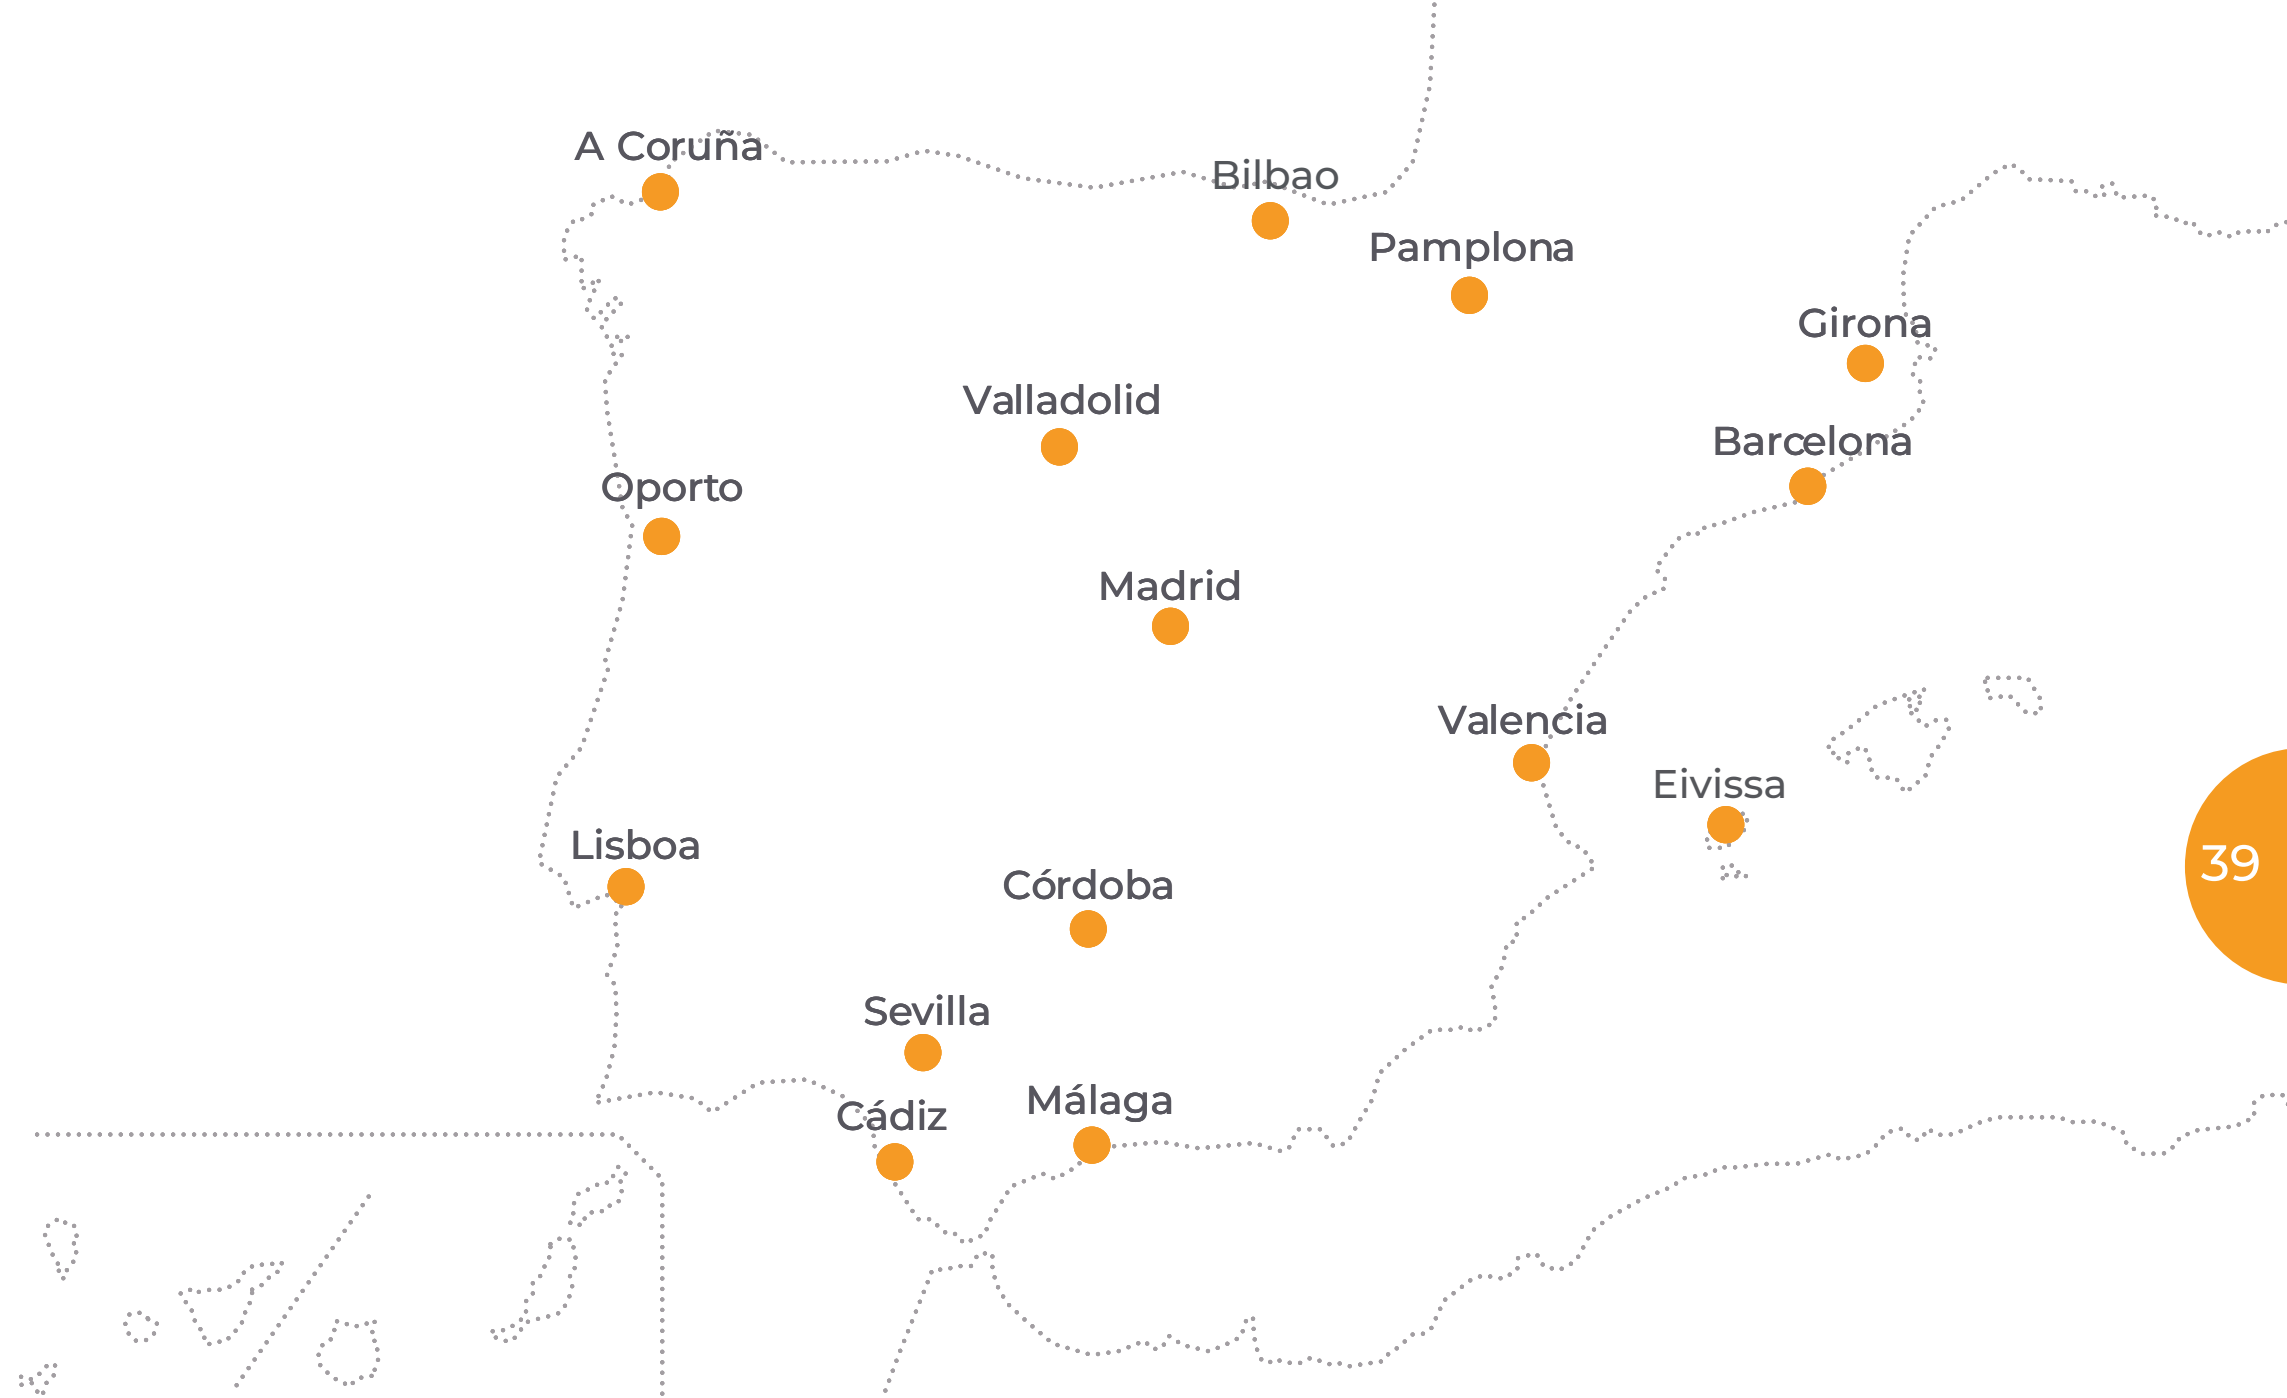 A Coruña
Bilbao
Pamplona
Girona
Valladolid
Barcelona
Oporto
Madrid
Valencia
Eivissa
Lisboa
39
Córdoba
Sevilla
Málaga
Cádiz